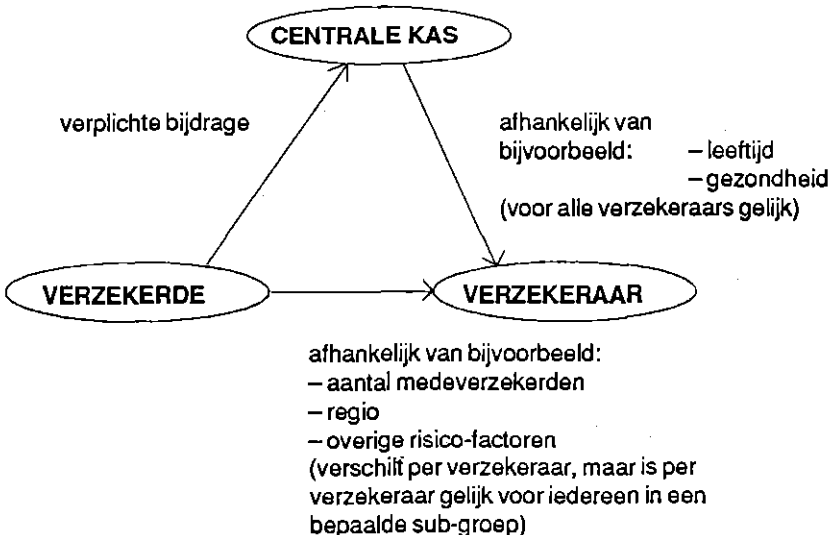 CENTRALE KAS
verplichte bijdrage
afhankelijk van
bijvoorbeeld: – leeftijd
– gezondheid
(voor alle verzekeraars gelijk)
VERZEKERDE
VERZEKERAAR
afhankelijk van bijvoorbeeld:
– aantal medeverzekerden
– regio
– overige risico-factoren
(verschilt per verzekeraar, maar is per
verzekeraar gelijk voor iedereen in een
bepaalde sub-groep)